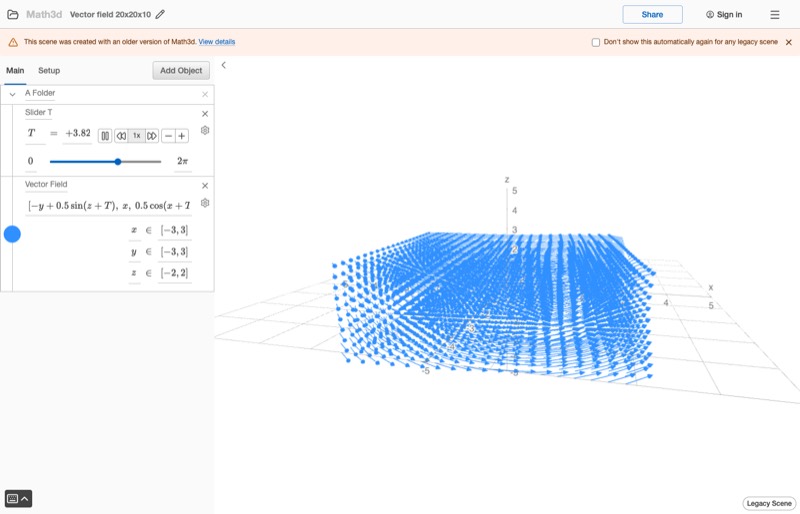 Math3d Vector field 20x20x10
Share
Sign in
This scene was created with an older version of Math3d. View details
Don't show this automatically again for any legacy scene
Main Setup Add Object
A Folder
Slider T
T = +3.82 1x
0 2π
Vector Field
[−y + 0.5 sin(z + T), x, 0.5 cos(x + T
x ∈ [−3, 3]
y ∈ [−3, 3]
z ∈ [−2, 2]
z
5
4
3
2
x
4
5
-5
Legacy Scene